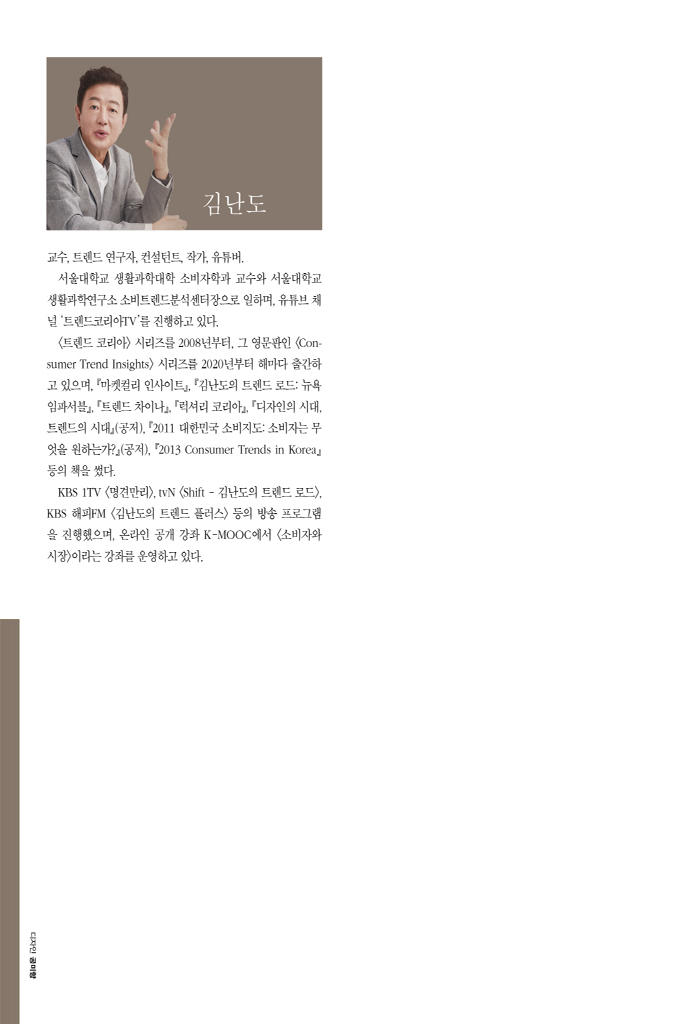 김난도
교수, 트렌드 연구자, 컨설턴트, 작가, 유튜버.
서울대학교 생활과학대학 소비자학과 교수와 서울대학교
생활과학연구소 소비트렌드분석센터장으로 일하며, 유튜브 채
널 ‘트렌드코리아TV’를 진행하고 있다.
〈트렌드 코리아〉 시리즈를 2008년부터, 그 영문판인 〈Con-
sumer Trend Insights〉 시리즈를 2020년부터 해마다 출간하
고 있으며, 『마켓컬리 인사이트』, 『김난도의 트렌드 로드: 뉴욕
임파서블』, 『트렌드 차이나』, 『럭셔리 코리아』, 『디자인의 시대,
트렌드의 시대』(공저), 『2011 대한민국 소비지도: 소비자는 무
엇을 원하는가?』(공저), 『2013 Consumer Trends in Korea』
등의 책을 썼다.
KBS 1TV 〈명견만리〉, tvN 〈Shift - 김난도의 트렌드 로드〉,
KBS 해피FM 〈김난도의 트렌드 플러스〉 등의 방송 프로그램
을 진행했으며, 온라인 공개 강좌 K-MOOC에서 〈소비자와
시장〉이라는 강좌를 운영하고 있다.
디자인 공미향